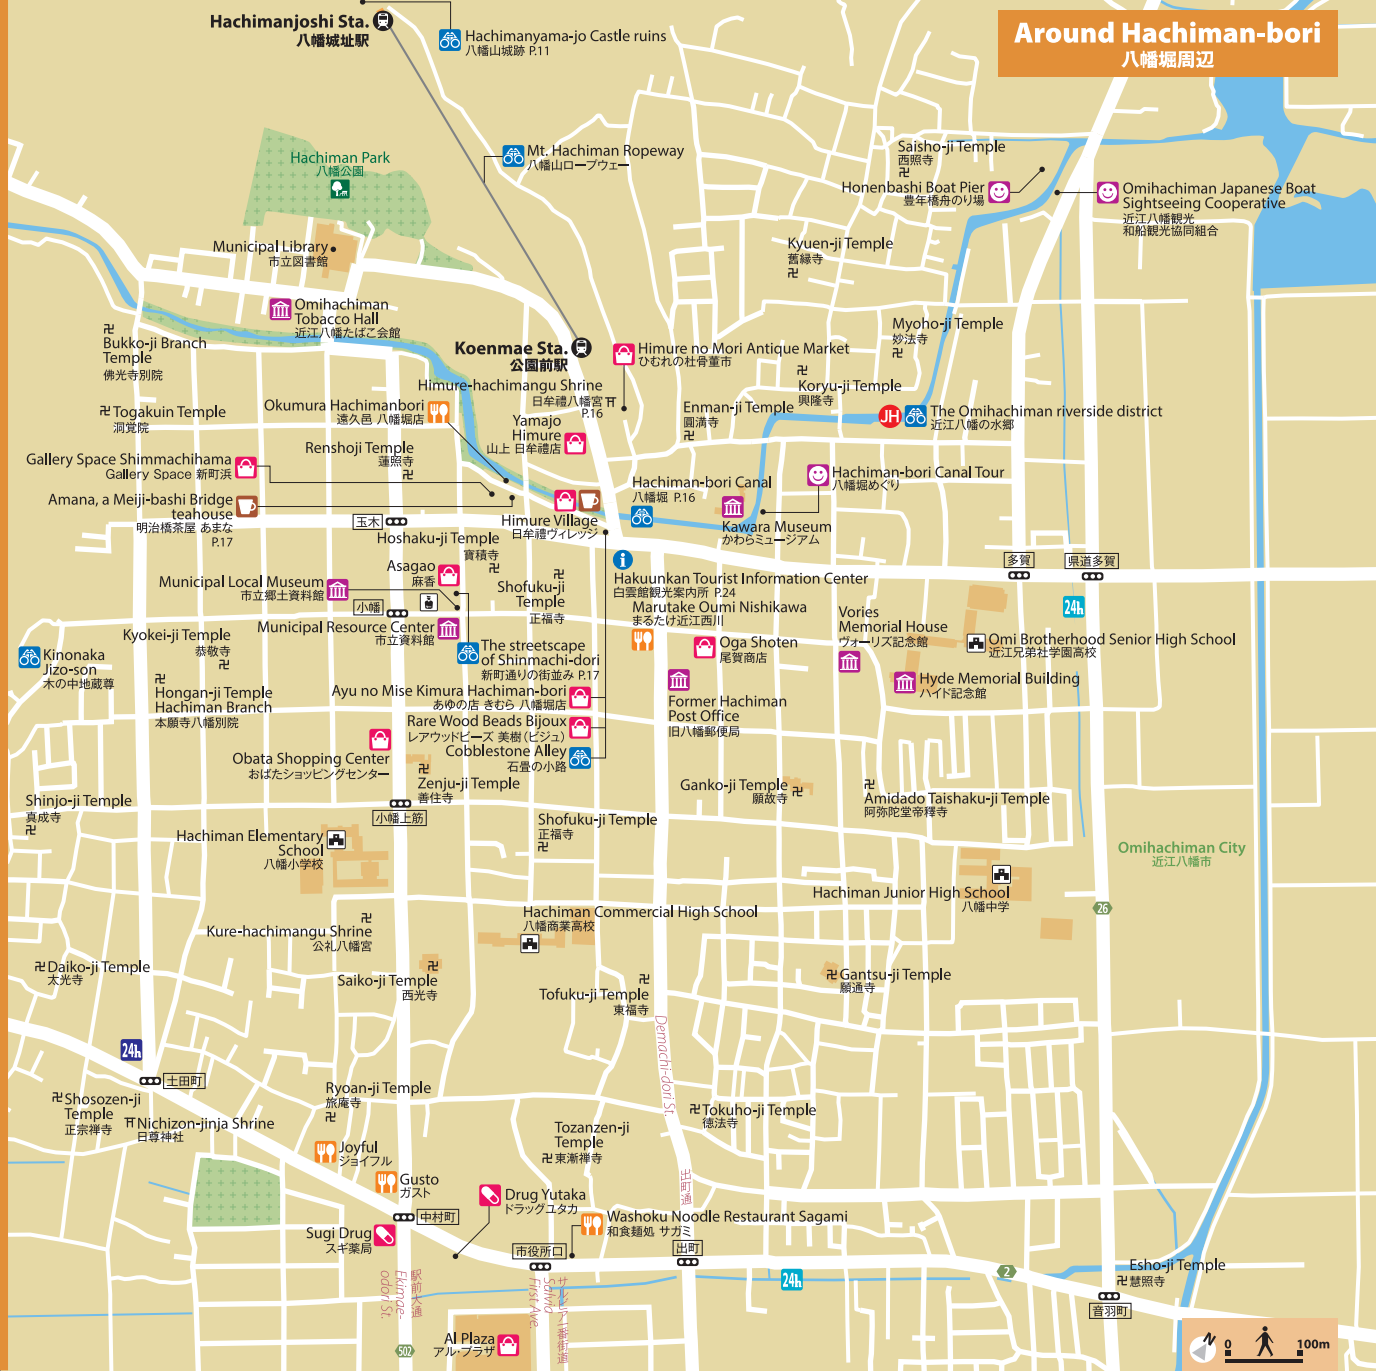 Around Hachiman-bori
八幡堀周辺
Hachimanjoshi Sta.
八幡城址駅
Hachimanyama-jo Castle ruins
八幡山城跡 P.11
Mt. Hachiman Ropeway
八幡山ロープウェー
Hachiman Park
八幡公園
Saisho-ji Temple
西照寺
Honenbashi Boat Pier
豊年橋舟のり場
Omihachiman Japanese Boat
Sightseeing Cooperative
近江八幡観光
和船観光協同組合
Municipal Library
市立図書館
Kyuen-ji Temple
舊縁寺
Omihachiman
Tobacco Hall
近江八幡たばこ会館
Bukko-ji Branch
Temple
佛光寺別院
Myoho-ji Temple
妙法寺
Koenmae Sta.
公園前駅
Himure no Mori Antique Market
ひむれの杜骨董市
Himure-hachimangu Shrine
日牟禮八幡宮
P.16
Koryu-ji Temple
興隆寺
Togakuin Temple
洞覚院
Okumura Hachimanbori
遠久邑 八幡堀店
Enman-ji Temple
圓満寺
JH
The Omihachiman riverside district
近江八幡の水郷
Yamajo
Himure
山上 日牟禮店
Renshoji Temple
蓮照寺
Gallery Space Shimmachihama
Gallery Space 新町浜
Hachiman-bori Canal
八幡堀 P.16
Hachiman-bori Canal Tour
八幡堀めぐり
Amana, a Meiji-bashi Bridge
teahouse
明治橋茶屋 あまな
P.17
玉木
Himure Village
日牟禮ヴィレッジ
Kawara Museum
かわらミュージアム
Hoshaku-ji Temple
寶積寺
多賀
県道多賀
Asagao
麻香
Hakuunkan Tourist Information Center
白雲館観光案内所 P.24
Municipal Local Museum
市立郷土資料館
Shofuku-ji
Temple
正福寺
小幡
24h
Marutake Oumi Nishikawa
まるたけ近江西川
Vories
Memorial House
ヴォーリズ記念館
Municipal Resource Center
市立資料館
Kyokei-ji Temple
恭敬寺
The streetscape
of Shinmachi-dori
新町通りの街並み P.17
Oga Shoten
尾賀商店
Omi Brotherhood Senior High School
近江兄弟社学園高校
Kinonaka
Jizo-son
木の中地蔵尊
Hyde Memorial Building
ハイド記念館
Hongan-ji Temple
Hachiman Branch
本願寺八幡別院
Ayu no Mise Kimura Hachiman-bori
あゆの店 きむら 八幡堀店
Former Hachiman
Post Office
旧八幡郵便局
Rare Wood Beads Bijoux
レアウッドビーズ 美樹(ビジュ)
Cobblestone Alley
石畳の小路
Obata Shopping Center
おばたショッピングセンター
Zenju-ji Temple
善住寺
Ganko-ji Temple
願故寺
Amidado Taishaku-ji Temple
阿弥陀堂帝釋寺
Shinjo-ji Temple
真成寺
小幡上筋
Shofuku-ji Temple
正福寺
Hachiman Elementary
School
八幡小学校
Omihachiman City
近江八幡市
Hachiman Junior High School
八幡中学
26
Hachiman Commercial High School
八幡商業高校
Kure-hachimangu Shrine
公礼八幡宮
Daiko-ji Temple
太光寺
Saiko-ji Temple
西光寺
Gantsu-ji Temple
願通寺
Tofuku-ji Temple
東福寺
Demachi-dori St.
24h
土田町
Ryoan-ji Temple
旅庵寺
Shosozen-ji
Temple
正宗禅寺
Nichizon-jinja Shrine
日尊神社
Tokuho-ji Temple
徳法寺
Tozanzen-ji
Temple
東漸禅寺
Joyful
ジョイフル
Gusto
ガスト
出町通
Drug Yutaka
ドラッグユタカ
中村町
Washoku Noodle Restaurant Sagami
和食麺処 サガミ
Sugi Drug
スギ薬局
市役所口
出町
24h
2
Esho-ji Temple
慧照寺
音羽町
駅前大通
Ekimae-
odori St.
サルビア一番街道
Salvia
First Ave.
502
Al Plaza
アル・プラザ
N
0
100m